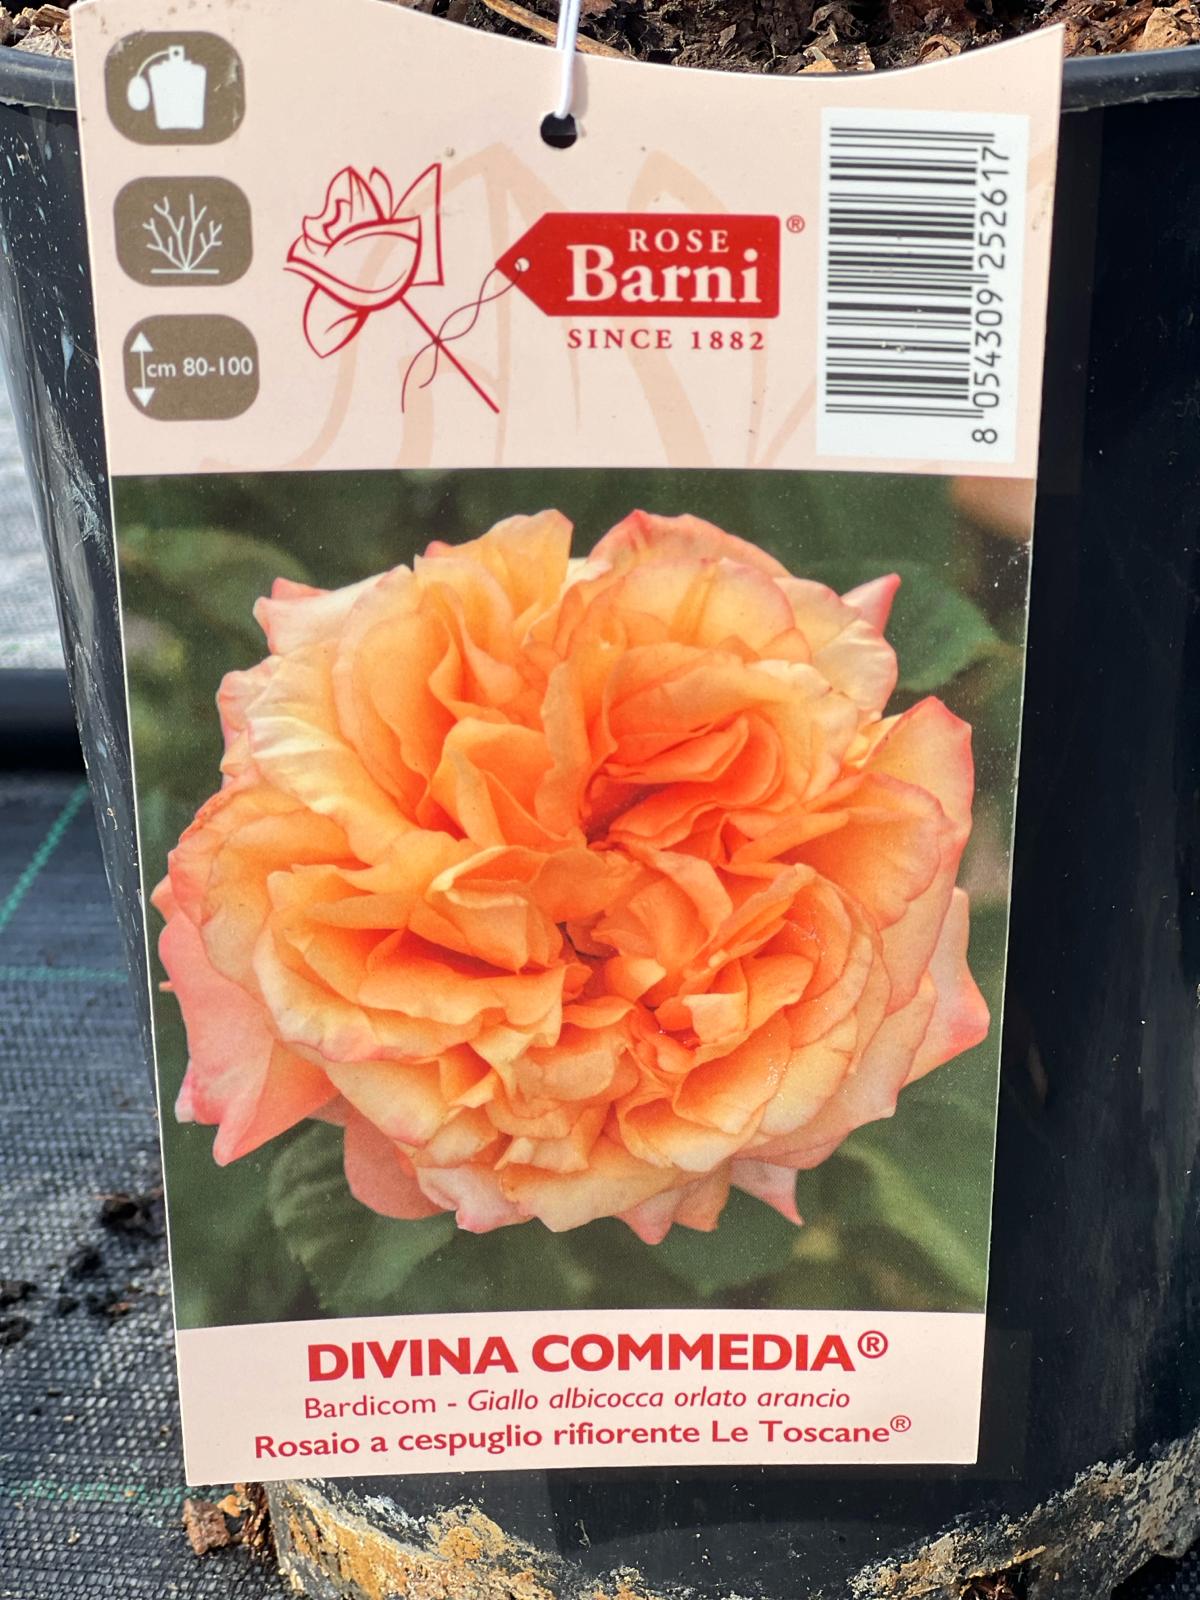 ROSE
Barni®
SINCE 1882
cm 80-100
8 054309 252617
DIVINA COMMEDIA®
Bardicom - Giallo albicocca orlato arancio
Rosaio a cespuglio rifiorente Le Toscane®